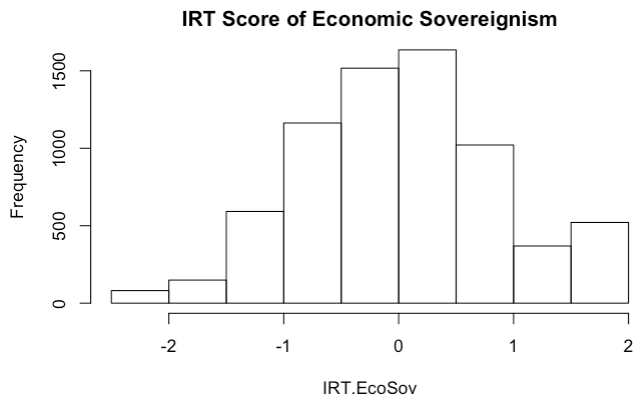 IRT Score of Economic Sovereignism
Frequency
1500
1000
500
0
-2 -1 0 1 2
IRT.EcoSov